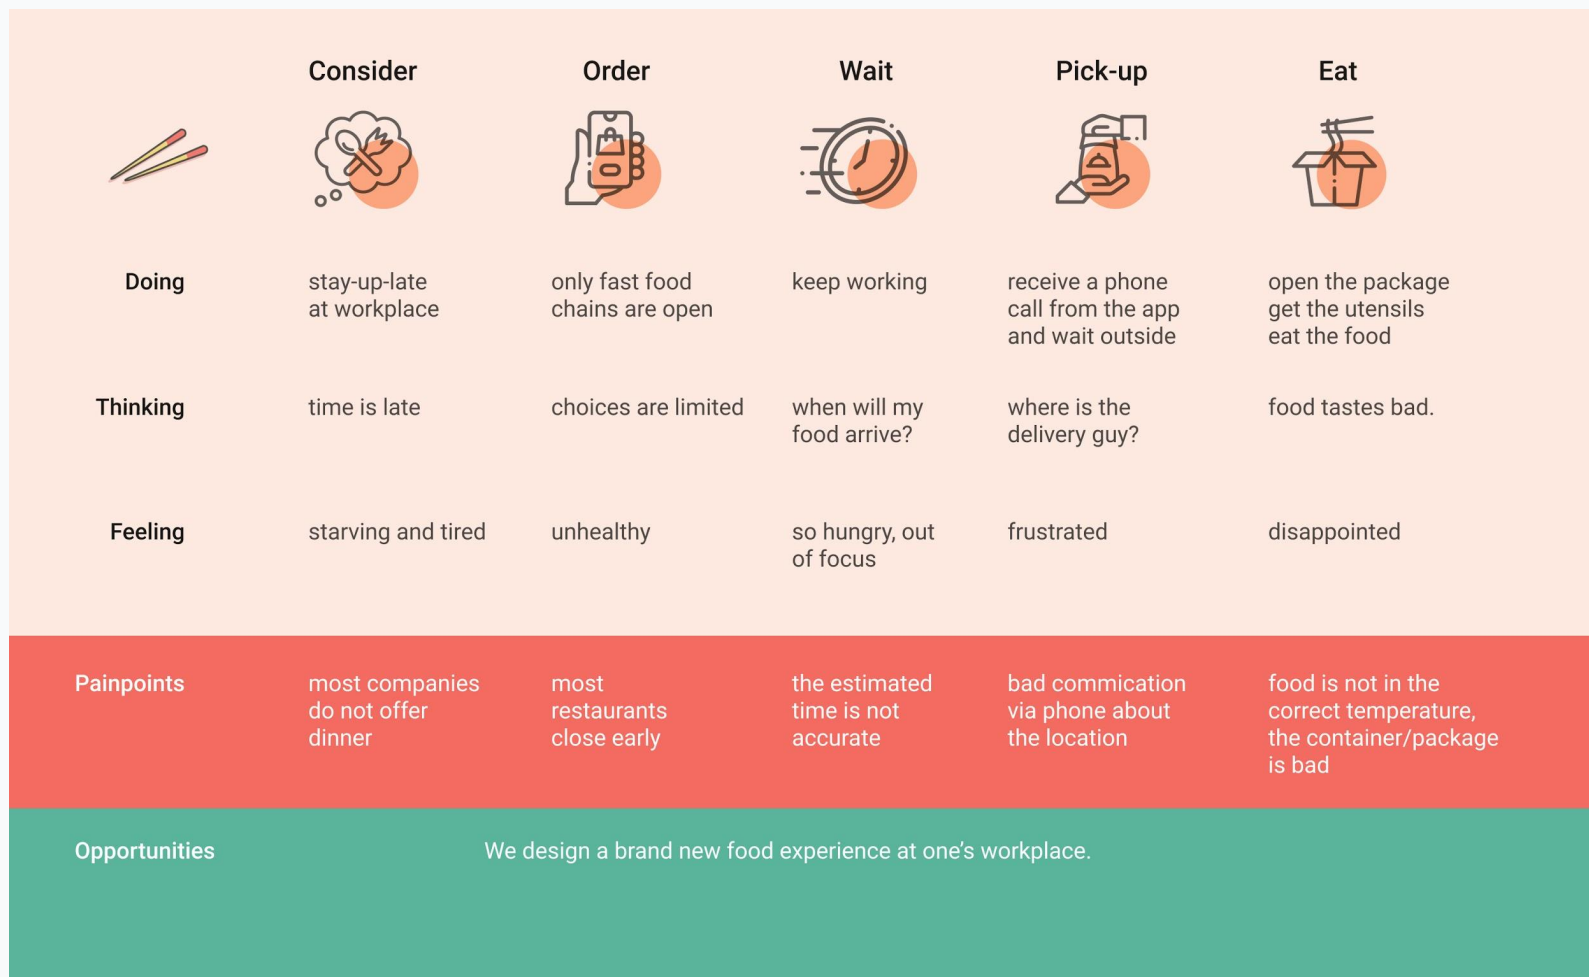 Consider
Order
Wait
Pick-up
Eat
Doing
stay-up-late
at workplace
only fast food
chains are open
keep working
receive a phone
call from the app
and wait outside
open the package
get the utensils
eat the food
Thinking
time is late
choices are limited
when will my
food arrive?
where is the
delivery guy?
food tastes bad.
Feeling
starving and tired
unhealthy
so hungry, out
of focus
frustrated
disappointed
Painpoints
most companies
do not offer
dinner
most
restaurants
close early
the estimated
time is not
accurate
bad commication
via phone about
the location
food is not in the
correct temperature,
the container/package
is bad
Opportunities
We design a brand new food experience at one’s workplace.